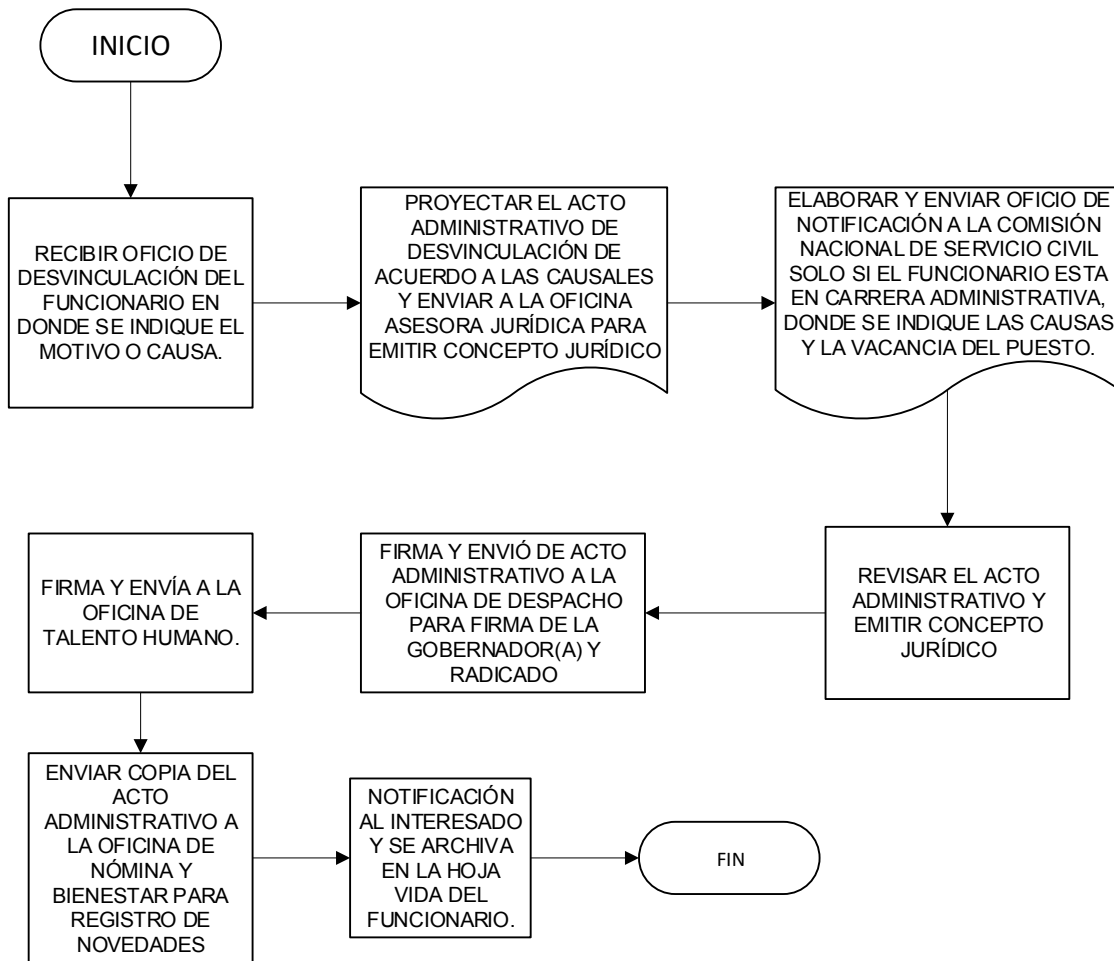 INICIO
RECIBIR OFICIO DE
DESVINCULACIÓN DEL
FUNCIONARIO EN
DONDE SE INDIQUE EL
MOTIVO O CAUSA.
PROYECTAR EL ACTO
ADMINISTRATIVO DE
DESVINCULACIÓN DE
ACUERDO A LAS CAUSALES
Y ENVIAR A LA OFICINA
ASESORA JURÍDICA PARA
EMITIR CONCEPTO JURÍDICO
ELABORAR Y ENVIAR OFICIO DE
NOTIFICACIÓN A LA COMISIÓN
NACIONAL DE SERVICIO CIVIL
SOLO SI EL FUNCIONARIO ESTA
EN CARRERA ADMINISTRATIVA,
DONDE SE INDIQUE LAS CAUSAS
Y LA VACANCIA DEL PUESTO.
REVISAR EL ACTO
ADMINISTRATIVO Y
EMITIR CONCEPTO
JURÍDICO
FIRMA Y ENVIÓ DE ACTO
ADMINISTRATIVO A LA
OFICINA DE DESPACHO
PARA FIRMA DE LA
GOBERNADOR(A) Y
RADICADO
FIRMA Y ENVÍA A LA
OFICINA DE
TALENTO HUMANO.
ENVIAR COPIA DEL
ACTO
ADMINISTRATIVO A
LA OFICINA DE
NÓMINA Y
BIENESTAR PARA
REGISTRO DE
NOVEDADES
NOTIFICACIÓN
AL INTERESADO
Y SE ARCHIVA
EN LA HOJA
VIDA DEL
FUNCIONARIO.
FIN